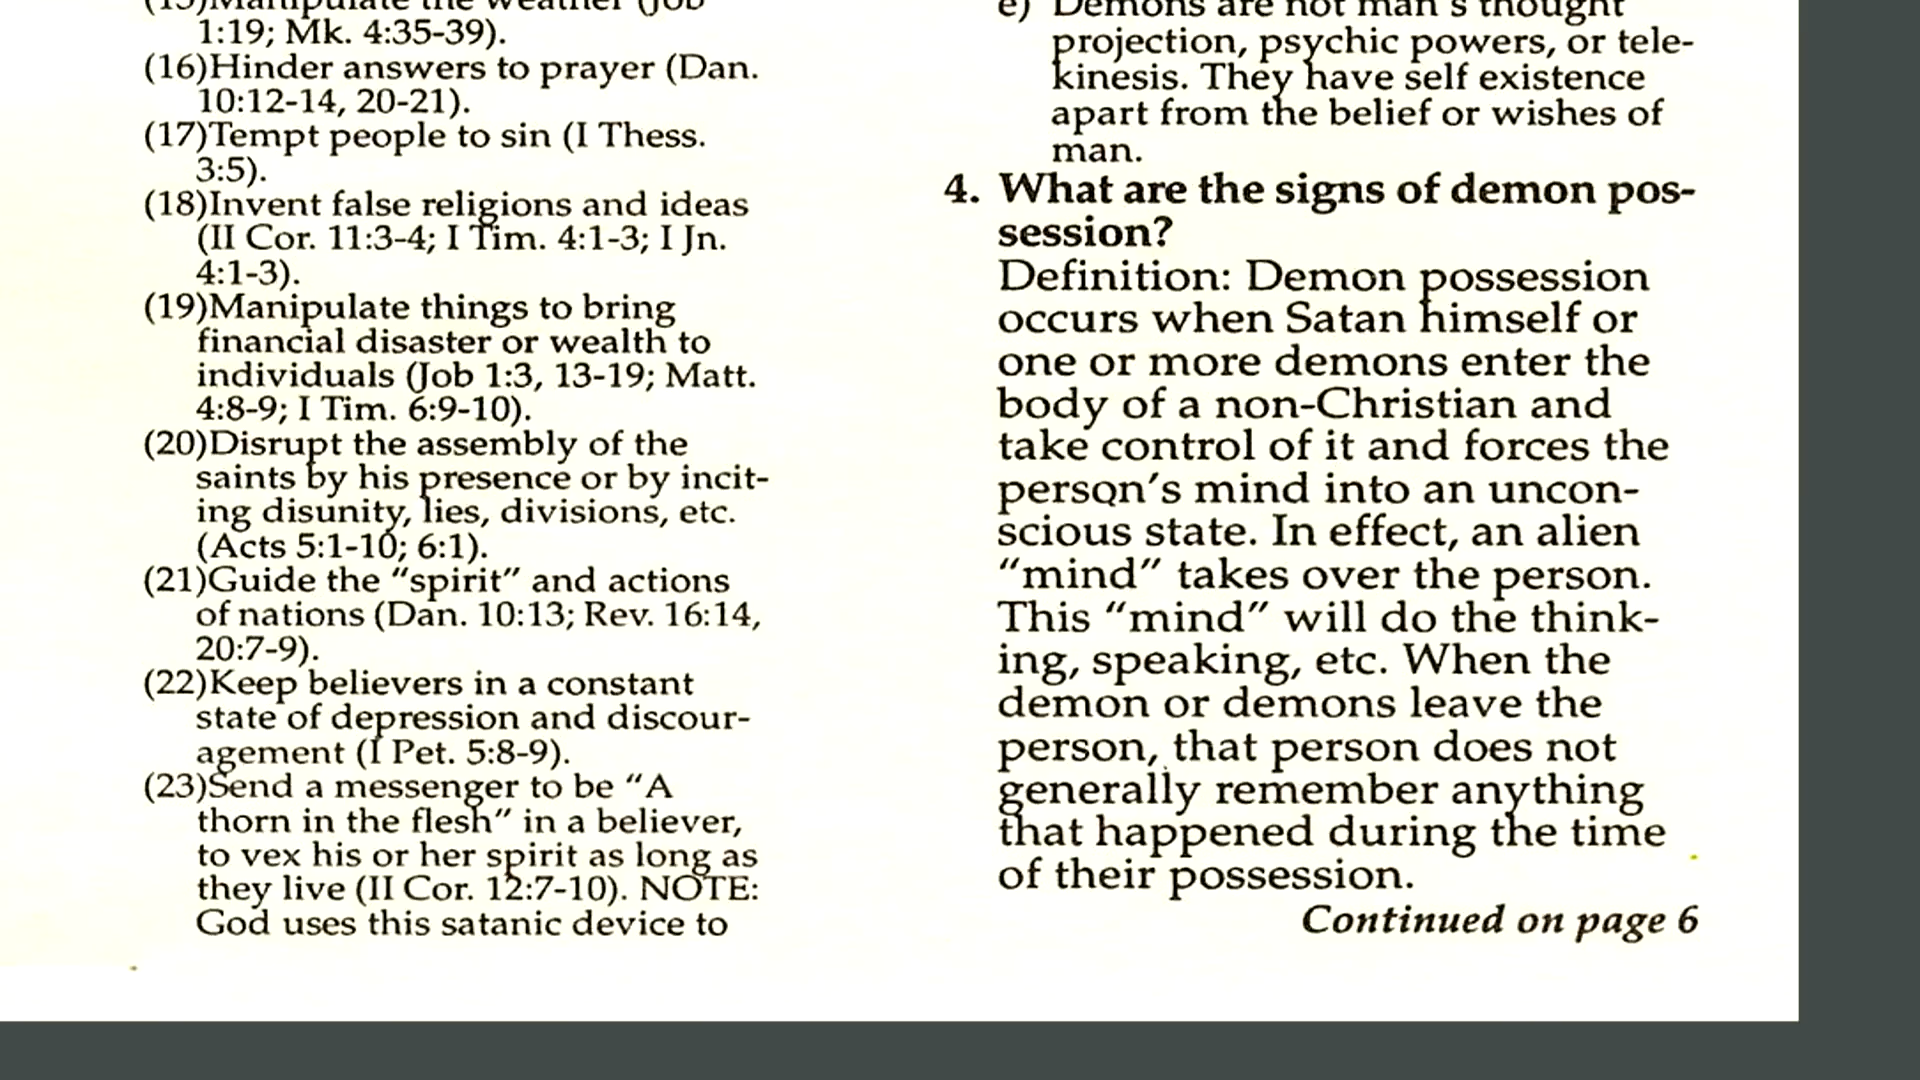 (15)Manipulate the weather (Job
1:19; Mk. 4:35-39).
(16)Hinder answers to prayer (Dan.
10:12-14, 20-21).
(17)Tempt people to sin (I Thess.
3:5).
(18)Invent false religions and ideas
(II Cor. 11:3-4; I Tim. 4:1-3; I Jn.
4:1-3).
(19)Manipulate things to bring
financial disaster or wealth to
individuals (Job 1:3, 13-19; Matt.
4:8-9; I Tim. 6:9-10).
(20)Disrupt the assembly of the
saints by his presence or by incit-
ing disunity, lies, divisions, etc.
(Acts 5:1-10; 6:1).
(21)Guide the “spirit” and actions
of nations (Dan. 10:13; Rev. 16:14,
20:7-9).
(22)Keep believers in a constant
state of depression and discour-
agement (I Pet. 5:8-9).
(23)Send a messenger to be “A
thorn in the flesh” in a believer,
to vex his or her spirit as long as
they live (II Cor. 12:7-10). NOTE:
God uses this satanic device to
e) Demons are not man's thought
projection, psychic powers, or tele-
kinesis. They have self existence
apart from the belief or wishes of
man.
4. What are the signs of demon pos-
session?
Definition: Demon possession
occurs when Satan himself or
one or more demons enter the
body of a non-Christian and
take control of it and forces the
person's mind into an uncon-
scious state. In effect, an alien
“mind” takes over the person.
This “mind” will do the think-
ing, speaking, etc. When the
demon or demons leave the
person, that person does not
generally remember anything
that happened during the time
of their possession.
Continued on page 6